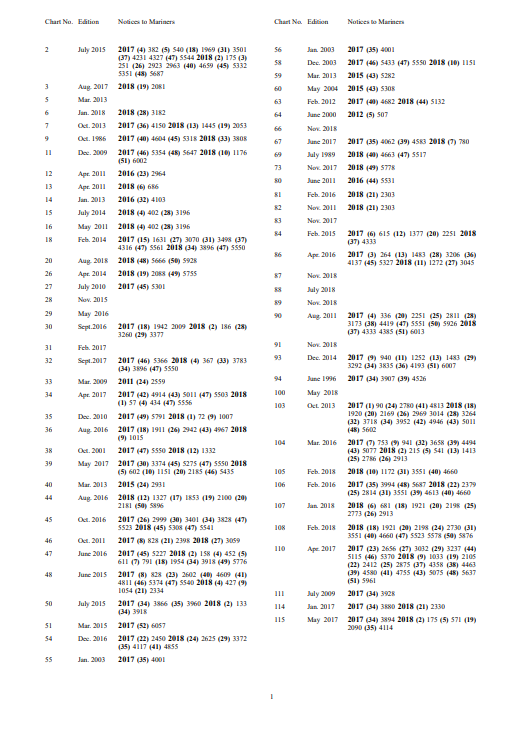 Chart No. Edition Notices to Mariners
2 July 2015 2017 (4) 382 (5) 540 (18) 1969 (31) 3501
(37) 4231 4327 (47) 5544 2018 (2) 175 (3)
251 (26) 2923 2963 (40) 4659 (45) 5332
5351 (48) 5687
3 Aug. 2017 2018 (19) 2081
5 Mar. 2013
6 Jan. 2018 2018 (28) 3182
7 Oct. 2013 2017 (36) 4150 2018 (13) 1445 (19) 2053
9 Oct. 1986 2017 (40) 4604 (45) 5318 2018 (33) 3808
11 Dec. 2009 2017 (46) 5354 (48) 5647 2018 (10) 1176
(51) 6002
12 Apr. 2011 2016 (23) 2964
13 Apr. 2011 2018 (6) 686
14 Jan. 2013 2016 (32) 4103
15 July 2014 2018 (4) 402 (28) 3196
16 May 2011 2018 (4) 402 (28) 3196
18 Feb. 2014 2017 (15) 1631 (27) 3070 (31) 3498 (37)
4316 (47) 5561 2018 (34) 3896 (47) 5550
20 Aug. 2018 2018 (48) 5666 (50) 5928
26 Apr. 2014 2018 (19) 2088 (49) 5755
27 July 2010 2017 (45) 5301
28 Nov. 2015
29 May 2016
30 Sept.2016 2017 (18) 1942 2009 2018 (2) 186 (28)
3260 (29) 3377
31 Feb. 2017
32 Sept.2017 2017 (46) 5366 2018 (4) 367 (33) 3783
(34) 3896 (47) 5550
33 Mar. 2009 2011 (24) 2559
34 Apr. 2017 2017 (42) 4914 (43) 5011 (47) 5503 2018
(1) 57 (4) 434 (47) 5556
35 Dec. 2010 2017 (49) 5791 2018 (1) 72 (9) 1007
36 Aug. 2016 2017 (18) 1911 (26) 2942 (43) 4967 2018
(9) 1015
38 Oct. 2001 2017 (47) 5550 2018 (12) 1332
39 May 2017 2017 (30) 3374 (45) 5275 (47) 5550 2018
(5) 602 (10) 1151 (20) 2185 (46) 5435
40 Mar. 2013 2015 (24) 2931
44 Aug. 2016 2018 (12) 1327 (17) 1853 (19) 2100 (20)
2181 (50) 5896
45 Oct. 2016 2017 (26) 2999 (30) 3401 (34) 3828 (47)
5523 2018 (45) 5308 (47) 5541
46 Oct. 2011 2017 (8) 828 (21) 2398 2018 (27) 3059
47 June 2016 2017 (45) 5227 2018 (2) 158 (4) 452 (5)
611 (7) 791 (18) 1954 (34) 3918 (49) 5776
48 June 2015 2017 (8) 828 (23) 2602 (40) 4609 (41)
4811 (46) 5374 (47) 5540 2018 (4) 427 (9)
1054 (21) 2334
50 July 2015 2017 (34) 3866 (35) 3960 2018 (2) 133
(34) 3918
51 Mar. 2015 2017 (52) 6057
54 Dec. 2016 2017 (22) 2450 2018 (24) 2625 (29) 3372
(35) 4117 (41) 4855
55 Jan. 2003 2017 (35) 4001
Chart No. Edition Notices to Mariners
56 Jan. 2003 2017 (35) 4001
58 Dec. 2003 2017 (46) 5433 (47) 5550 2018 (10) 1151
59 Mar. 2013 2015 (43) 5282
60 May 2004 2015 (43) 5308
63 Feb. 2012 2017 (40) 4682 2018 (44) 5132
64 June 2000 2012 (5) 507
66 Nov. 2018
67 June 2017 2017 (35) 4062 (39) 4583 2018 (7) 780
69 July 1989 2018 (40) 4663 (47) 5517
73 Nov. 2017 2018 (49) 5778
80 June 2011 2016 (44) 5531
81 Feb. 2016 2018 (21) 2303
82 Nov. 2011 2018 (21) 2303
83 Nov. 2017
84 Feb. 2015 2017 (6) 615 (12) 1377 (20) 2251 2018
(37) 4333
86 Apr. 2016 2017 (3) 264 (13) 1483 (28) 3206 (36)
4137 (45) 5327 2018 (11) 1272 (27) 3045
87 Nov. 2018
88 July 2018
89 Nov. 2018
90 Aug. 2011 2017 (4) 336 (20) 2251 (25) 2811 (28)
3173 (38) 4419 (47) 5551 (50) 5926 2018
(37) 4333 4385 (51) 6013
91 Nov. 2018
93 Dec. 2014 2017 (9) 940 (11) 1252 (13) 1483 (29)
3292 (34) 3835 (36) 4193 (51) 6007
94 June 1996 2017 (34) 3907 (39) 4526
100 May 2018
103 Oct. 2013 2017 (1) 90 (24) 2780 (41) 4813 2018 (18)
1920 (20) 2169 (26) 2969 3014 (28) 3264
(32) 3718 (34) 3952 (42) 4946 (43) 5011
(48) 5602
104 Mar. 2016 2017 (7) 753 (9) 941 (32) 3658 (39) 4494
(43) 5077 2018 (2) 215 (5) 541 (13) 1413
(25) 2786 (26) 2913
105 Feb. 2018 2018 (10) 1172 (31) 3551 (40) 4660
106 Feb. 2016 2017 (35) 3994 (48) 5687 2018 (22) 2379
(25) 2814 (31) 3551 (39) 4613 (40) 4660
107 Jan. 2018 2018 (6) 681 (18) 1921 (20) 2198 (25)
2773 (26) 2913
108 Feb. 2018 2018 (18) 1921 (20) 2198 (24) 2730 (31)
3551 (40) 4660 (47) 5523 5578 (50) 5876
110 Apr. 2017 2017 (23) 2656 (27) 3032 (29) 3237 (44)
5115 (46) 5370 2018 (9) 1033 (19) 2105
(22) 2412 (25) 2875 (37) 4358 (38) 4463
(39) 4580 (41) 4755 (43) 5075 (48) 5637
(51) 5961
111 July 2009 2017 (34) 3928
114 Jan. 2017 2017 (34) 3880 2018 (21) 2330
115 May 2017 2017 (34) 3894 2018 (2) 175 (5) 571 (19)
2090 (35) 4114
1